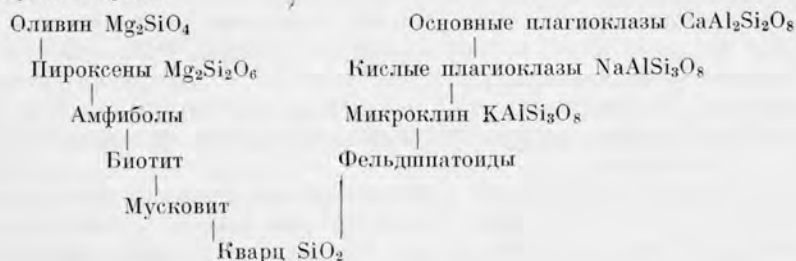 Оливин Mg₂SiO₄ Основные плагиоклазы CaAl₂Si₂O₈
Пироксены Mg₂Si₂O₆ Кислые плагиоклазы NaAlSi₃O₈
Амфиболы Микроклин KAlSi₃O₈
Биотит Фельдшпатоиды
Мусковит
Кварц SiO₂